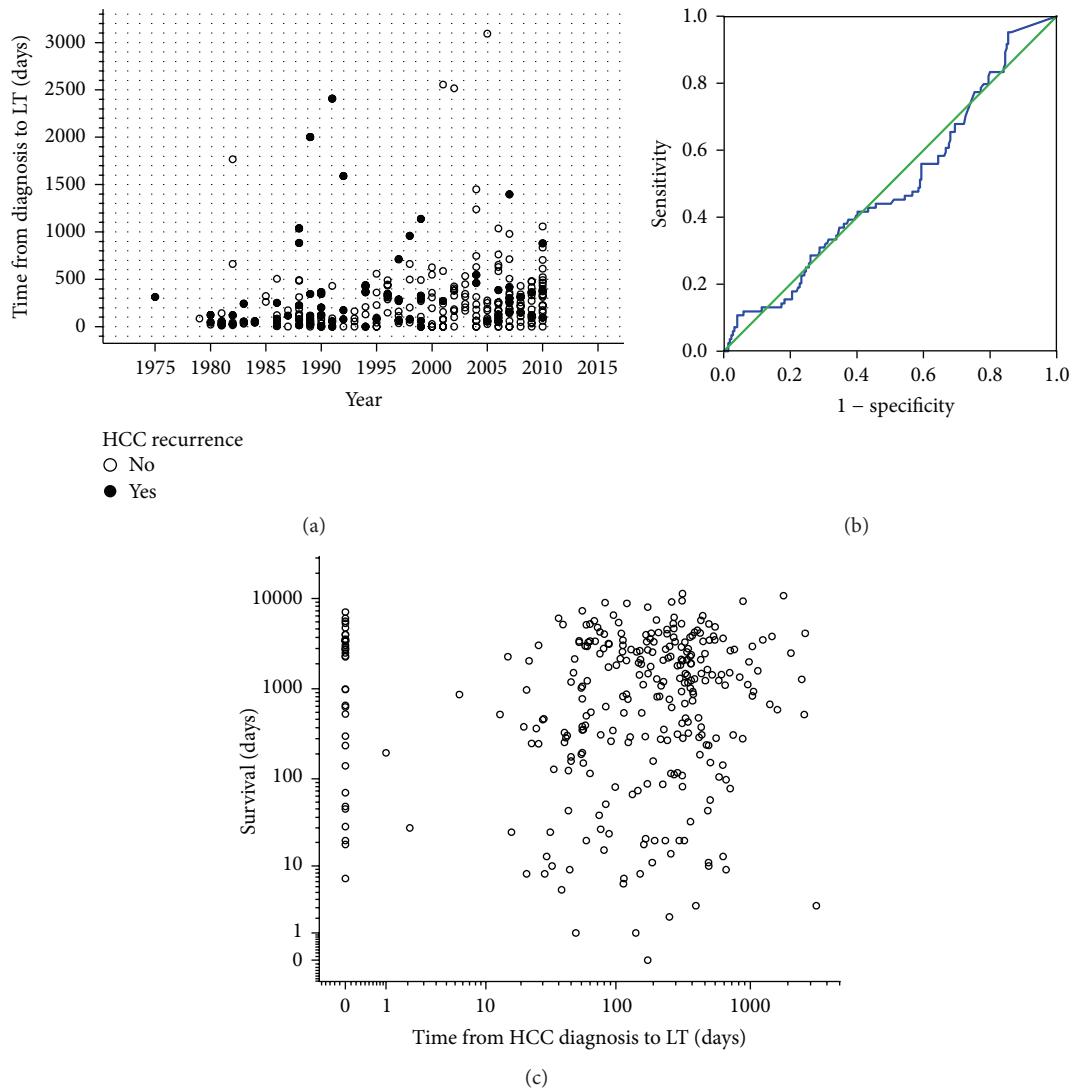 Time from diagnosis to LT (days)
3000
2500
2000
1500
1000
500
0
1975 1980 1985 1990 1995 2000 2005 2010 2015
Year
HCC recurrence
No
Yes
(a)
Sensitivity
1.0
0.8
0.6
0.4
0.2
0.0
0.0 0.2 0.4 0.6 0.8 1.0
1 − specificity
(b)
Survival (days)
10000
1000
100
10
1
0
0 1 10 100 1000
Time from HCC diagnosis to LT (days)
(c)